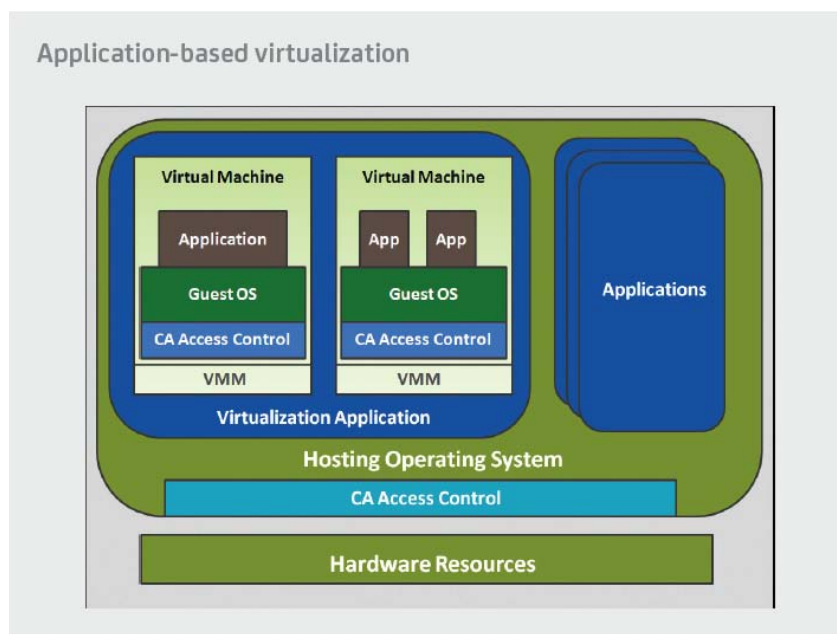 Application-based virtualization
Virtual Machine
Application
Guest OS
CA Access Control
VMM
Virtual Machine
App App
Guest OS
CA Access Control
VMM
Virtualization Application
Applications
Hosting Operating System
CA Access Control
Hardware Resources